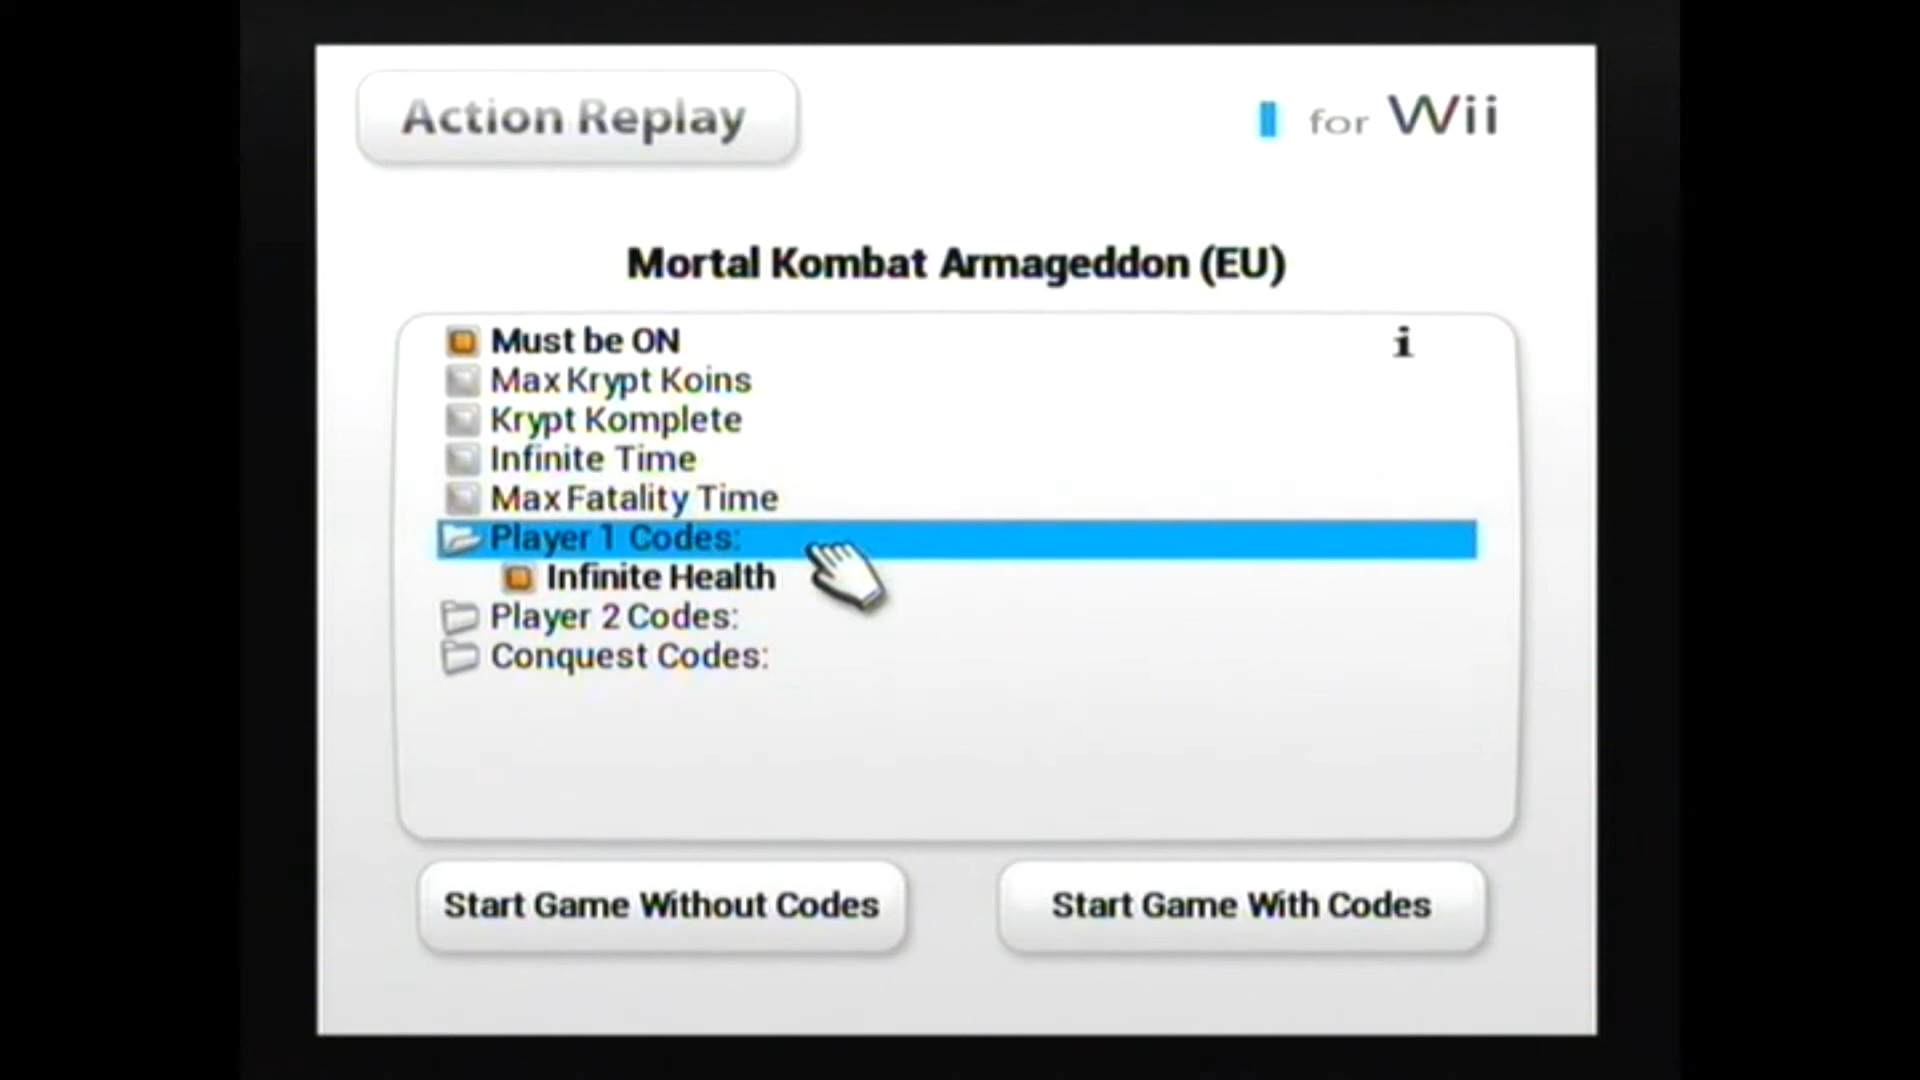 Action Replay
for Wii
Mortal Kombat Armageddon (EU)
Must be ON
i
Max Krypt Koins
Krypt Komplete
Infinite Time
Max Fatality Time
Player 1 Codes:
Infinite Health
Player 2 Codes:
Conquest Codes:
Start Game Without Codes
Start Game With Codes